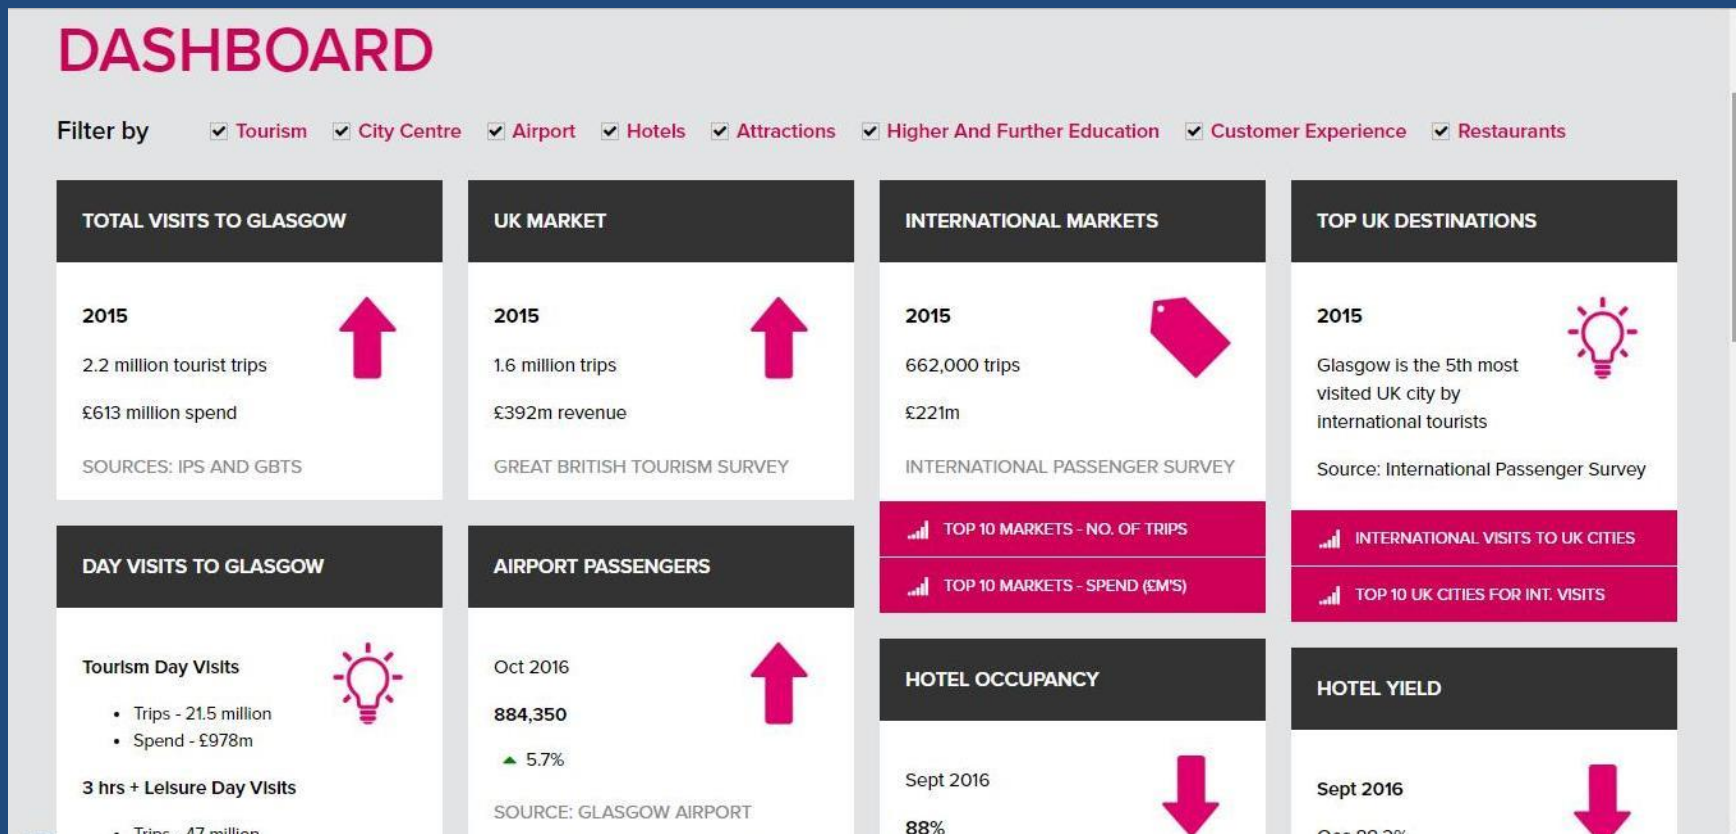 DASHBOARD
Filter by Tourism City Centre Airport Hotels Attractions Higher And Further Education Customer Experience Restaurants
TOTAL VISITS TO GLASGOW
2015
2.2 million tourist trips
£613 million spend
SOURCES: IPS AND GBTS
UK MARKET
2015
1.6 million trips
£392m revenue
GREAT BRITISH TOURISM SURVEY
INTERNATIONAL MARKETS
2015
662,000 trips
£221m
INTERNATIONAL PASSENGER SURVEY
TOP 10 MARKETS - NO. OF TRIPS
TOP 10 MARKETS - SPEND (£M'S)
TOP UK DESTINATIONS
2015
Glasgow is the 5th most
visited UK city by
international tourists
Source: International Passenger Survey
INTERNATIONAL VISITS TO UK CITIES
TOP 10 UK CITIES FOR INT. VISITS
DAY VISITS TO GLASGOW
Tourism Day Visits
• Trips - 21.5 million
• Spend - £978m
3 hrs + Leisure Day Visits
• Trips - 47 million
AIRPORT PASSENGERS
Oct 2016
884,350
5.7%
SOURCE: GLASGOW AIRPORT
HOTEL OCCUPANCY
Sept 2016
88%
HOTEL YIELD
Sept 2016